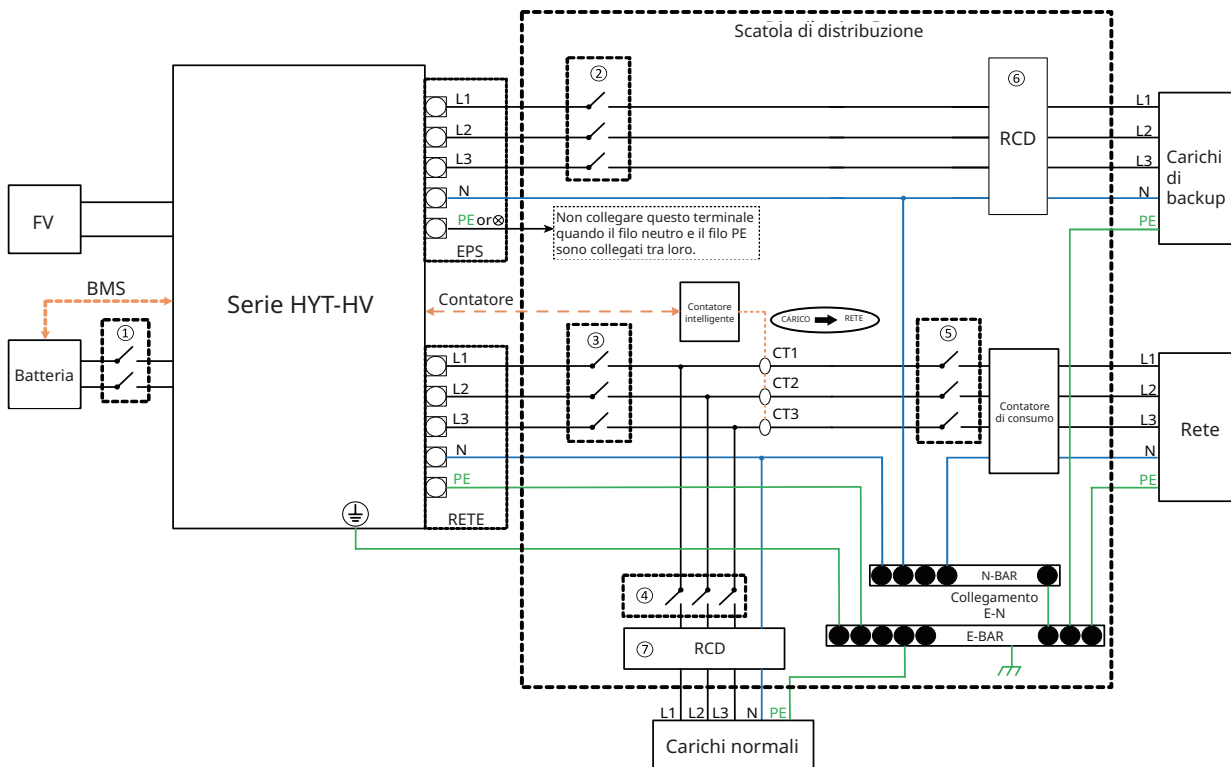 Scatola di distribuzione
②
⑥
L1
L1
L2
RCD
L2
L3
L3
Carichi
di
backup
N
N
PE or⊗
PE
EPS
Non collegare questo terminale
quando il filo neutro e il filo PE
sono collegati tra loro.
FV
BMS
Serie HYT-HV
Contatore
Contatore
intelligente
CARICO
RETE
①
③
⑤
Batteria
L1
CT1
L1
L2
CT2
L2
L3
CT3
L3
Contatore
di consumo
Rete
N
N
PE
PE
RETE
N-BAR
④
Collegamento
E-N
E-BAR
⑦
RCD
L1
L2
L3
N
PE
Carichi normali